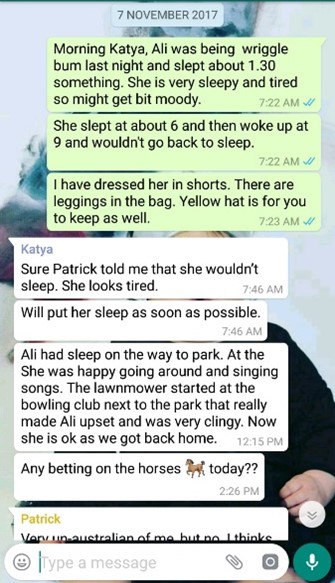 7 NOVEMBER 2017
Morning Katya, Ali was being wriggle
bum last night and slept about 1.30
something. She is very sleepy and tired
so might get bit moody.
7:22 AM
She slept at about 6 and then woke up at
9 and wouldn't go back to sleep.
7:22 AM
I have dressed her in shorts. There are
leggings in the bag. Yellow hat is for you
to keep as well.
7:23 AM
Katya
Sure Patrick told me that she wouldn't
sleep. She looks tired.
7:46 AM
Will put her sleep as soon as possible.
7:46 AM
Ali had sleep on the way to park. At the
She was happy going around and singing
songs. The lawnmower started at the
bowling club next to the park that really
made Ali upset and was very clingy. Now
she is ok as we got back home.
12:15 PM
Any betting on the horses 🐎 today??
2:26 PM
Patrick
Very un-australian of me, but no. I thinks
Type a message